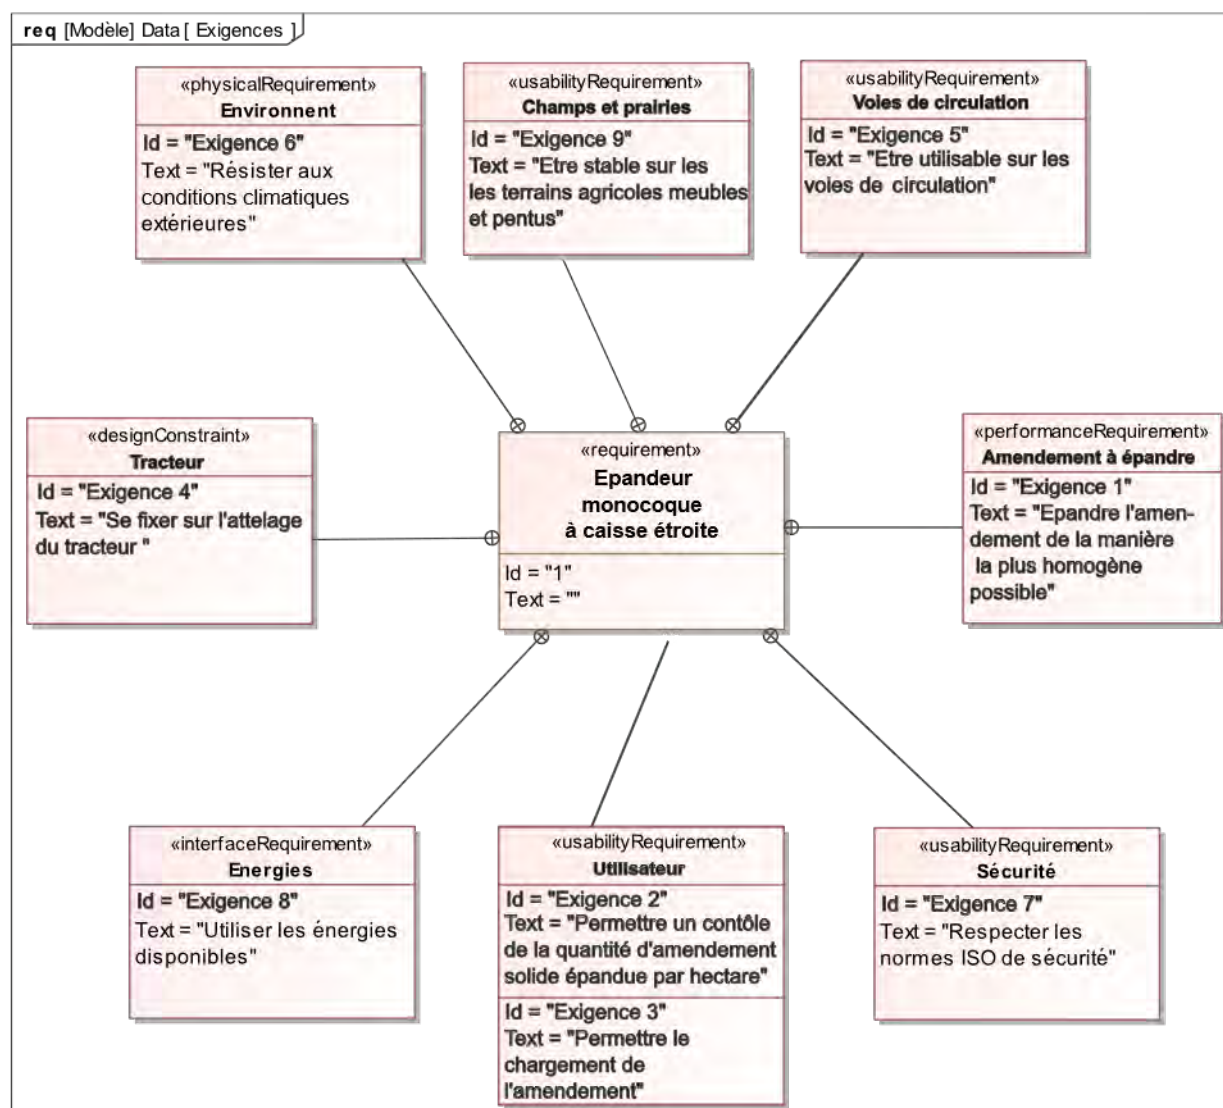 req [Modèle] Data [ Exigences ]
«physicalRequirement»
Environnent
Id = "Exigence 6"
Text = "Résister aux
conditions climatiques
extérieures"
«usabilityRequirement»
Champs et prairies
Id = "Exigence 9"
Text = "Etre stable sur les
les terrains agricoles meubles
et pentus"
«usabilityRequirement»
Voies de circulation
Id = "Exigence 5"
Text = "Etre utilisable sur les
voies de circulation"
«designConstraint»
Tracteur
Id = "Exigence 4"
Text = "Se fixer sur l'attelage
du tracteur "
«requirement»
Epandeur
monocoque
à caisse étroite
Id = "1"
Text = ""
«performanceRequirement»
Amendement à épandre
Id = "Exigence 1"
Text = "Epandre l'amen-
dement de la manière
la plus homogène
possible"
«interfaceRequirement»
Energies
Id = "Exigence 8"
Text = "Utiliser les énergies
disponibles"
«usabilityRequirement»
Utilisateur
Id = "Exigence 2"
Text = "Permettre un contôle
de la quantité d'amendement
solide épandue par hectare"
Id = "Exigence 3"
Text = "Permettre le
chargement de
l'amendement"
«usabilityRequirement»
Sécurité
Id = "Exigence 7"
Text = "Respecter les
normes ISO de sécurité"